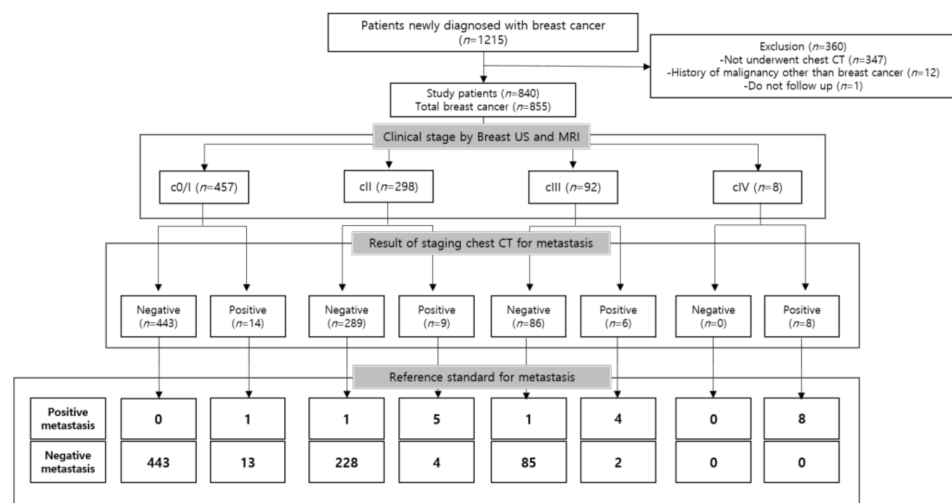 Patients newly diagnosed with breast cancer
(n=1215)
Exclusion (n=360)
-Not underwent chest CT (n=347)
-History of malignancy other than breast cancer (n=12)
-Do not follow up (n=1)
Study patients (n=840)
Total breast cancer (n=855)
Clinical stage by Breast US and MRI
c0/I (n=457)
cII (n=298)
cIII (n=92)
cIV (n=8)
Result of staging chest CT for metastasis
Negative
(n=443)
Positive
(n=14)
Negative
(n=289)
Positive
(n=9)
Negative
(n=86)
Positive
(n=6)
Negative
(n=0)
Positive
(n=8)
Reference standard for metastasis
Positive
metastasis
0
1
1
5
1
4
0
8
Negative
metastasis
443
13
228
4
85
2
0
0